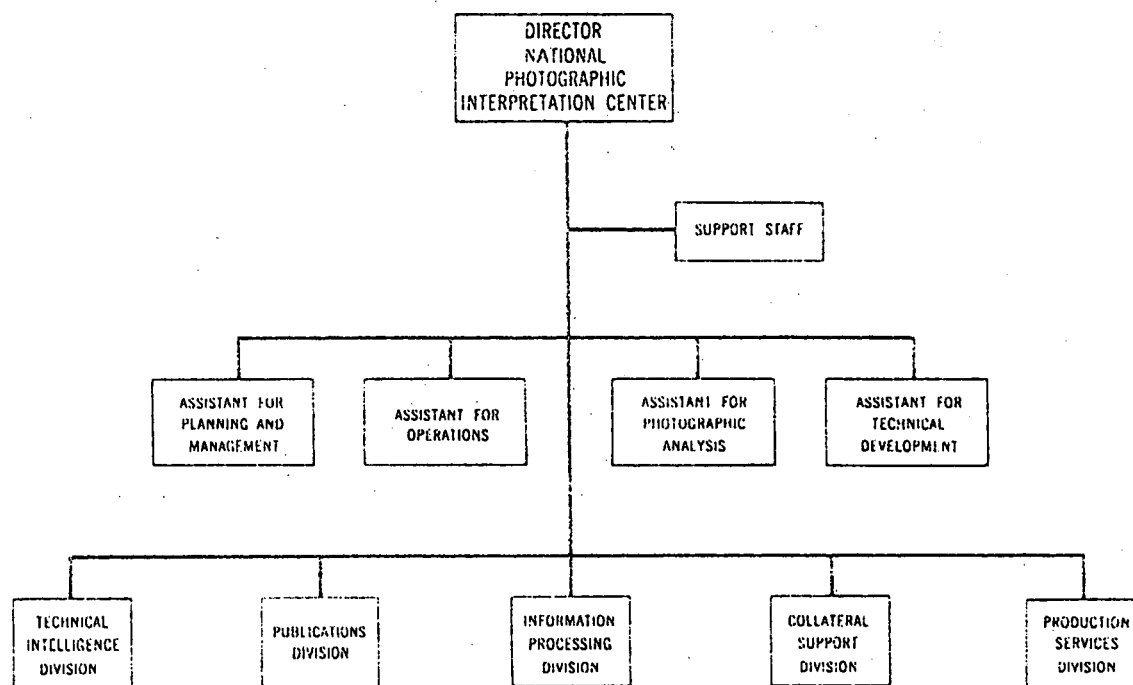 DIRECTOR
NATIONAL
PHOTOGRAPHIC
INTERPRETATION CENTER
SUPPORT STAFF
ASSISTANT FOR
PLANNING AND
MANAGEMENT
ASSISTANT FOR
OPERATIONS
ASSISTANT FOR
PHOTOGRAPHIC
ANALYSIS
ASSISTANT FOR
TECHNICAL
DEVELOPMENT
TECHNICAL
INTELLIGENCE
DIVISION
PUBLICATIONS
DIVISION
INFORMATION
PROCESSING
DIVISION
COLLATERAL
SUPPORT
DIVISION
PRODUCTION
SERVICES
DIVISION